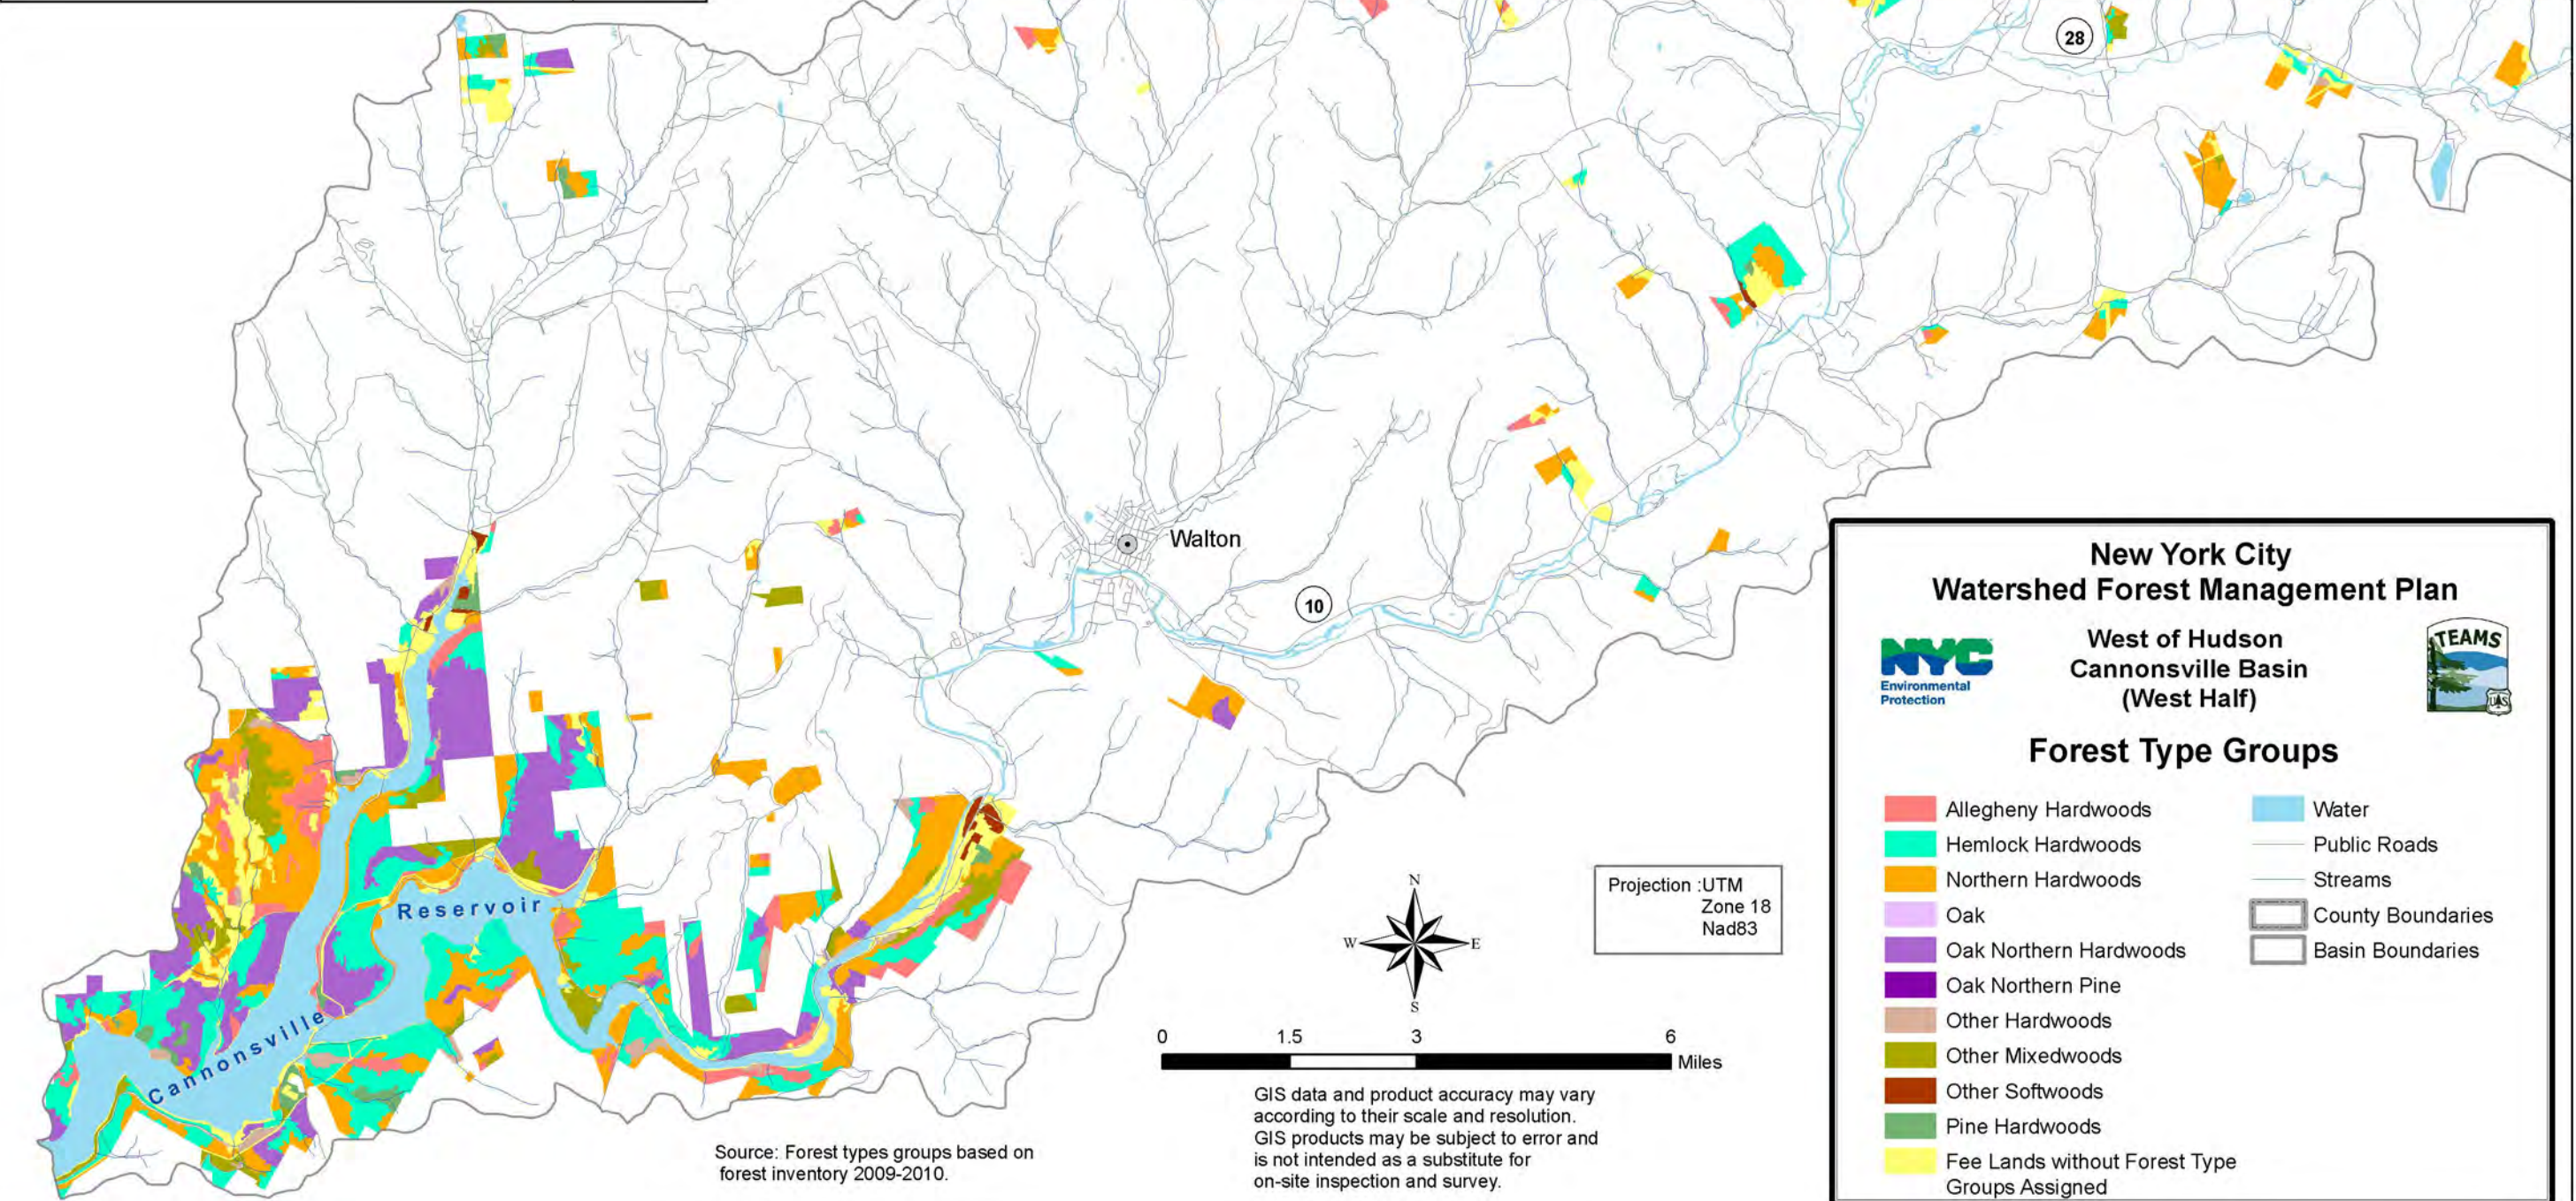 28
Walton
10
Reservoir
Cannonsville
New York City
Watershed Forest Management Plan
NYC
Environmental
Protection
West of Hudson
Cannonsville Basin
(West Half)
TEAMS
UAS
Forest Type Groups
Allegheny Hardwoods
Hemlock Hardwoods
Northern Hardwoods
Oak
Oak Northern Hardwoods
Oak Northern Pine
Other Hardwoods
Other Mixedwoods
Other Softwoods
Pine Hardwoods
Fee Lands without Forest Type
Groups Assigned
Water
Public Roads
Streams
County Boundaries
Basin Boundaries
Projection :UTM
Zone 18
Nad83
N
W
E
S
0 1.5 3 6
Miles
GIS data and product accuracy may vary
according to their scale and resolution.
GIS products may be subject to error and
is not intended as a substitute for
on-site inspection and survey.
Source: Forest types groups based on
forest inventory 2009-2010.